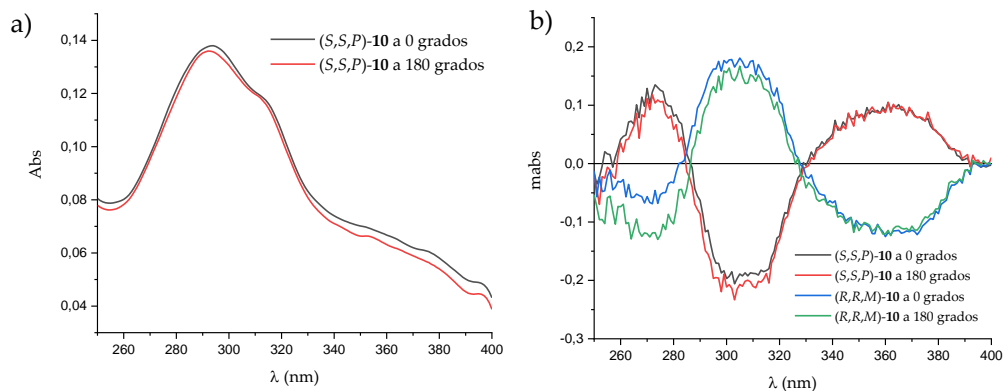 a)
0,14
0,12
0,10
0,08
0,06
0,04
Abs
(S,S,P)-10 a 0 grados
(S,S,P)-10 a 180 grados
260 280 300 320 340 360 380 400
λ (nm)
b)
0,2
0,1
0,0
-0,1
-0,2
-0,3
mabs
(S,S,P)-10 a 0 grados
(S,S,P)-10 a 180 grados
(R,R,M)-10 a 0 grados
(R,R,M)-10 a 180 grados
260 280 300 320 340 360 380 400
λ (nm)